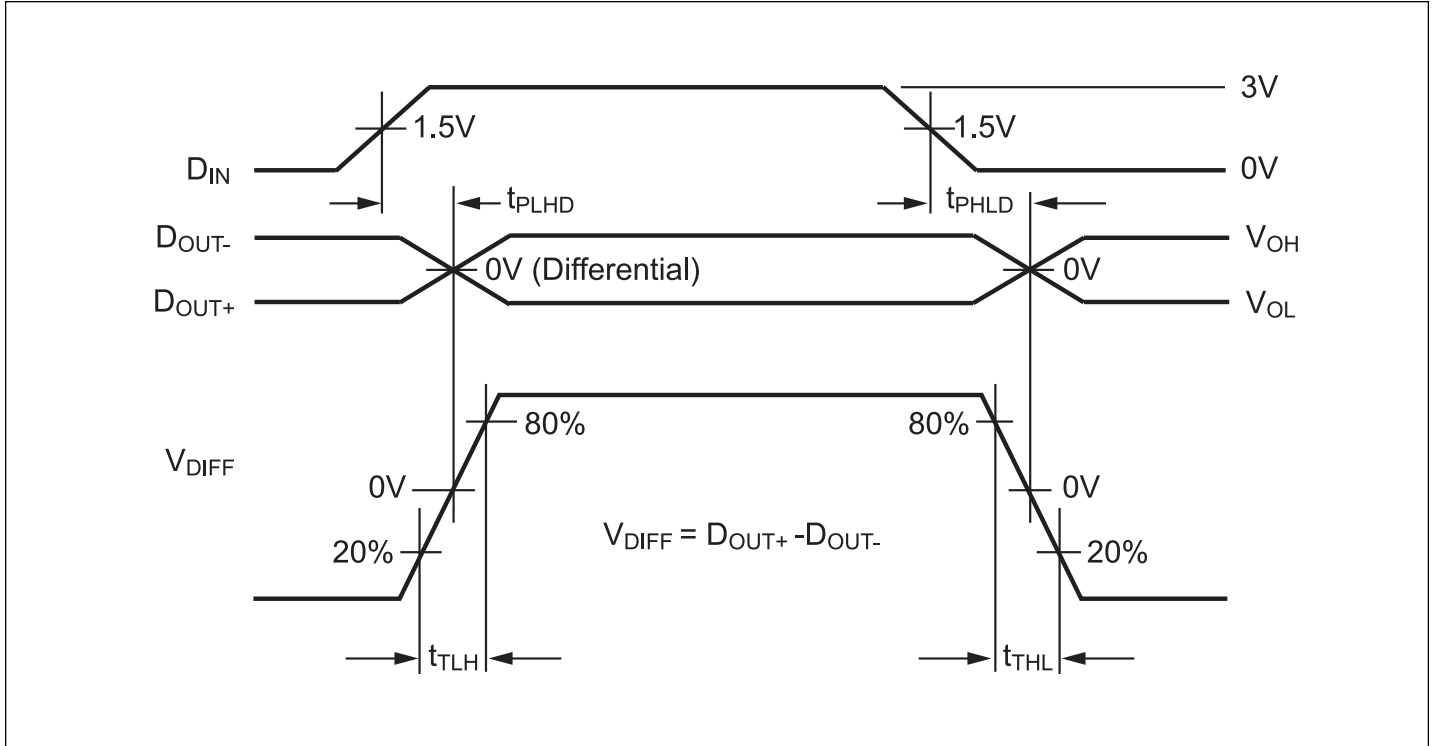 3V
1.5V
1.5V
DIN
0V
tPLHD
tPHLD
DOUT-
VOH
0V (Differential)
0V
DOUT+
VOL
80%
80%
VDIFF
0V
0V
VDIFF = DOUT+ -DOUT-
20%
20%
tTLH
tTHL